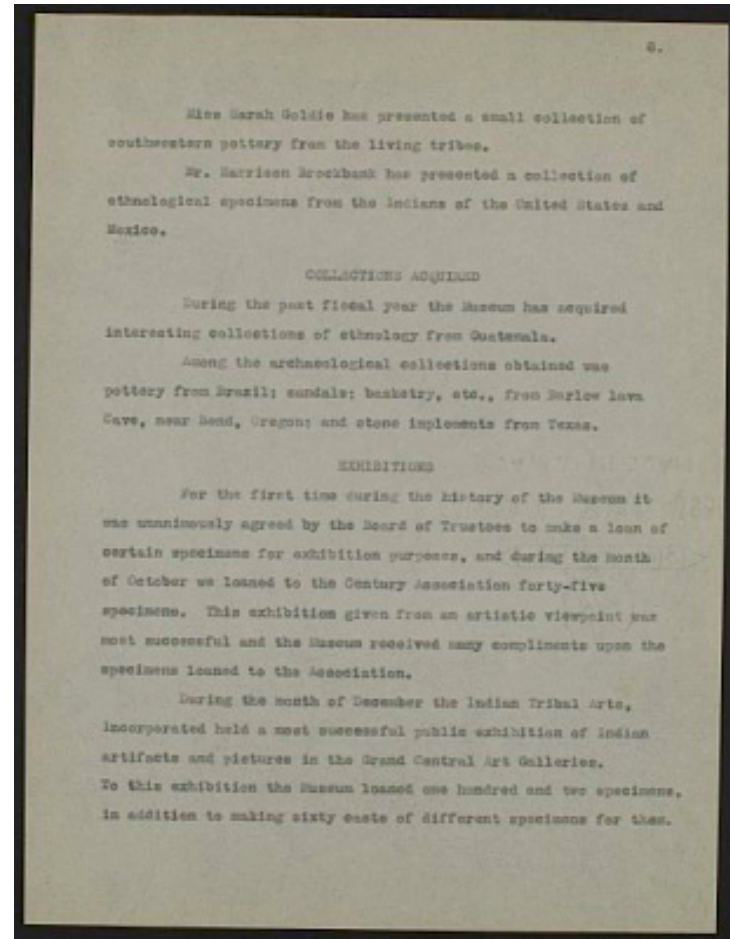 8.
Miss Sarah Goldie has presented a small collection of
southwestern pottery from the living tribes.
Mr. Harrison Brockbank has presented a collection of
ethnological specimens from the Indians of the United States and
Mexico.
COLLECTIONS ACQUIRED
During the past fiscal year the Museum has acquired
interesting collections of ethnology from Guatemala.
Among the archaeological collections obtained was
pottery from Brazil; sandals; basketry, etc., from Barlow lava
Cave, near Bend, Oregon; and stone implements from Texas.
EXHIBITIONS
For the first time during the history of the Museum it
was unanimously agreed by the Board of Trustees to make a loan of
certain specimens for exhibition purposes, and during the month
of October we loaned to the Century Association forty-five
specimens. This exhibition given from an artistic viewpoint was
most successful and the Museum received many compliments upon the
specimens loaned to the Association.
During the month of December the Indian Tribal Arts,
Incorporated held a most successful public exhibition of Indian
artifacts and pictures in the Grand Central Art Galleries.
To this exhibition the Museum loaned one hundred and two specimens,
in addition to making sixty casts of different specimens for them.